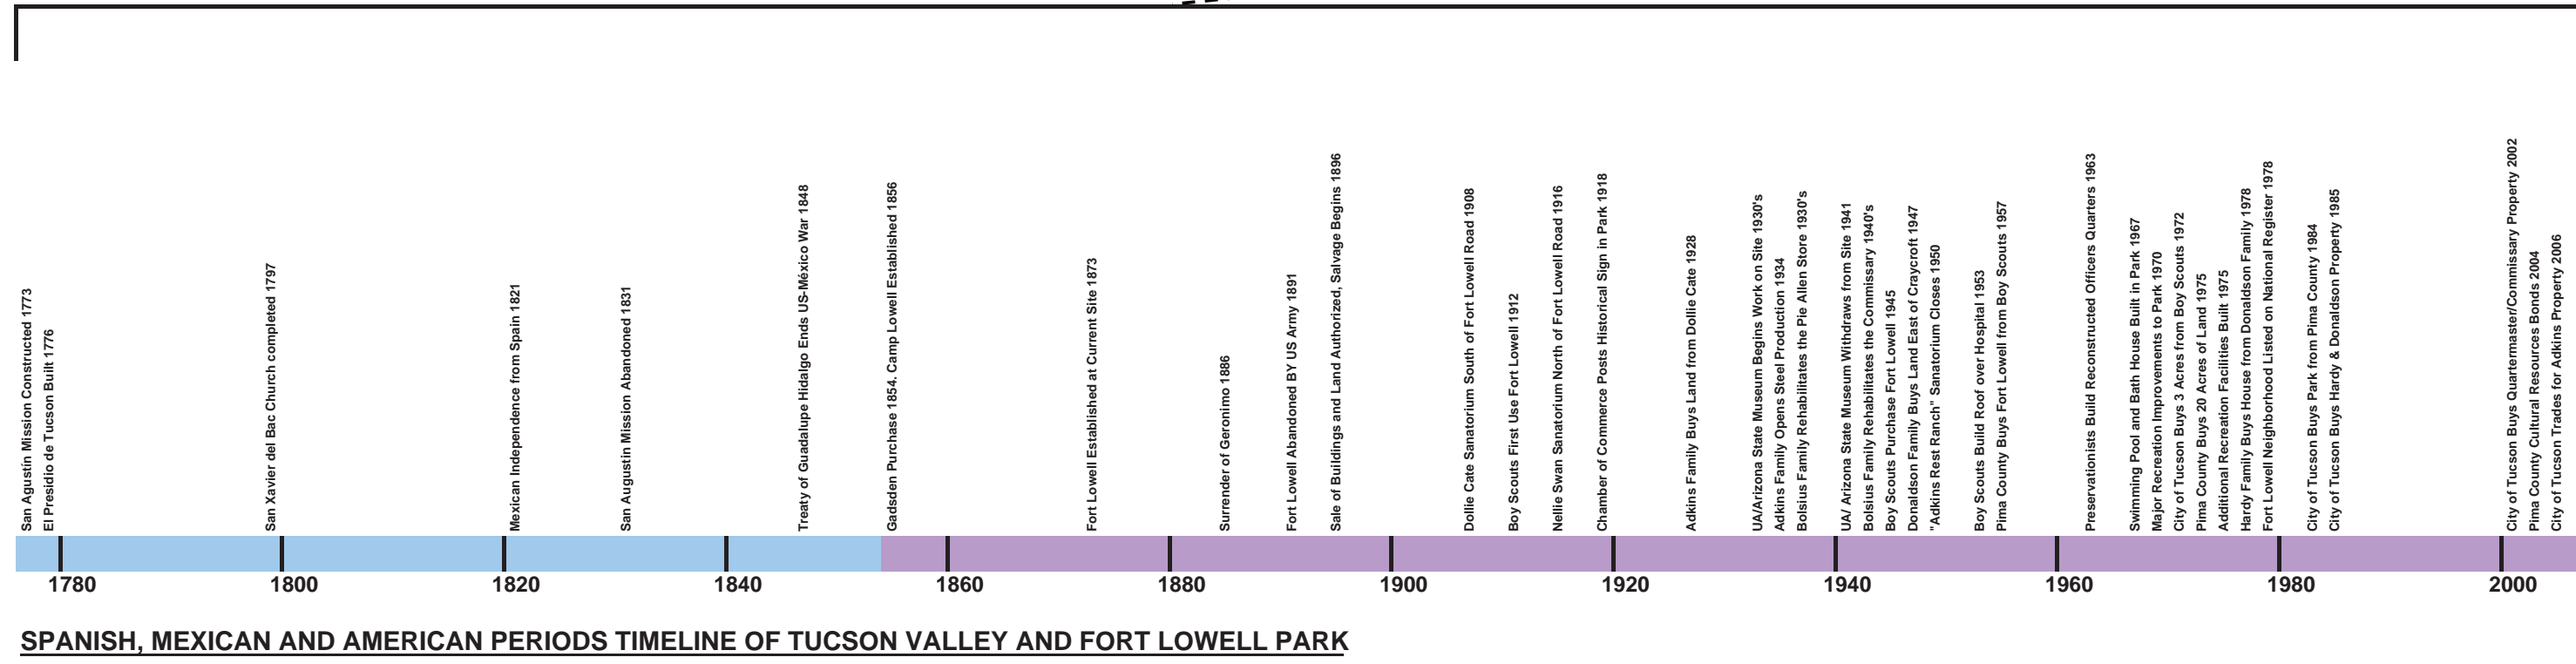 San Agustin Mission Constructed 1773
El Presidio de Tucson Built 1776
San Xavier del Bac Church completed 1797
Mexican Independence from Spain 1821
San Augustin Mission Abandoned 1831
Treaty of Guadalupe Hidalgo Ends US-México War 1848
Gadsden Purchase 1854. Camp Lowell Established 1856
Fort Lowell Established at Current Site 1873
Surrender of Geronimo 1886
Fort Lowell Abandoned BY US Army 1891
Sale of Buildings and Land Authorized, Salvage Begins 1896
Dollie Cate Sanatorium South of Fort Lowell Road 1908
Boy Scouts First Use Fort Lowell 1912
Nellie Swan Sanatorium North of Fort Lowell Road 1916
Chamber of Commerce Posts Historical Sign in Park 1918
Adkins Family Buys Land from Dollie Cate 1928
UA/Arizona State Museum Begins Work on Site 1930's
Adkins Family Opens Steel Production 1934
Bolsius Family Rehabilitates the Pie Allen Store 1930's
UA/ Arizona State Museum Withdraws from Site 1941
Bolsius Family Rehabilitates the Commissary 1940's
Boy Scouts Purchase Fort Lowell 1945
Donaldson Family Buys Land East of Craycroft 1947
"Adkins Rest Ranch" Sanatorium Closes 1950
Boy Scouts Build Roof over Hospital 1953
Pima County Buys Fort Lowell from Boy Scouts 1957
Preservationists Build Reconstructed Officers Quarters 1963
Swimming Pool and Bath House Built in Park 1967
Major Recreation Improvements to Park 1970
City of Tucson Buys 3 Acres from Boy Scouts 1972
Pima County Buys 20 Acres of Land 1975
Additional Recreation Facilities Built 1975
Hardy Family Buys House from Donaldson Family 1978
Fort Lowell Neighborhood Listed on National Register 1978
City of Tucson Buys Park from Pima County 1984
City of Tucson Buys Hardy & Donaldson Property 1985
City of Tucson Buys Quartermaster/Commissary Property 2002
Pima County Cultural Resources Bonds 2004
City of Tucson Trades for Adkins Property 2006
1780 1800 1820 1840 1860 1880 1900 1920 1940 1960 1980 2000
SPANISH, MEXICAN AND AMERICAN PERIODS TIMELINE OF TUCSON VALLEY AND FORT LOWELL PARK